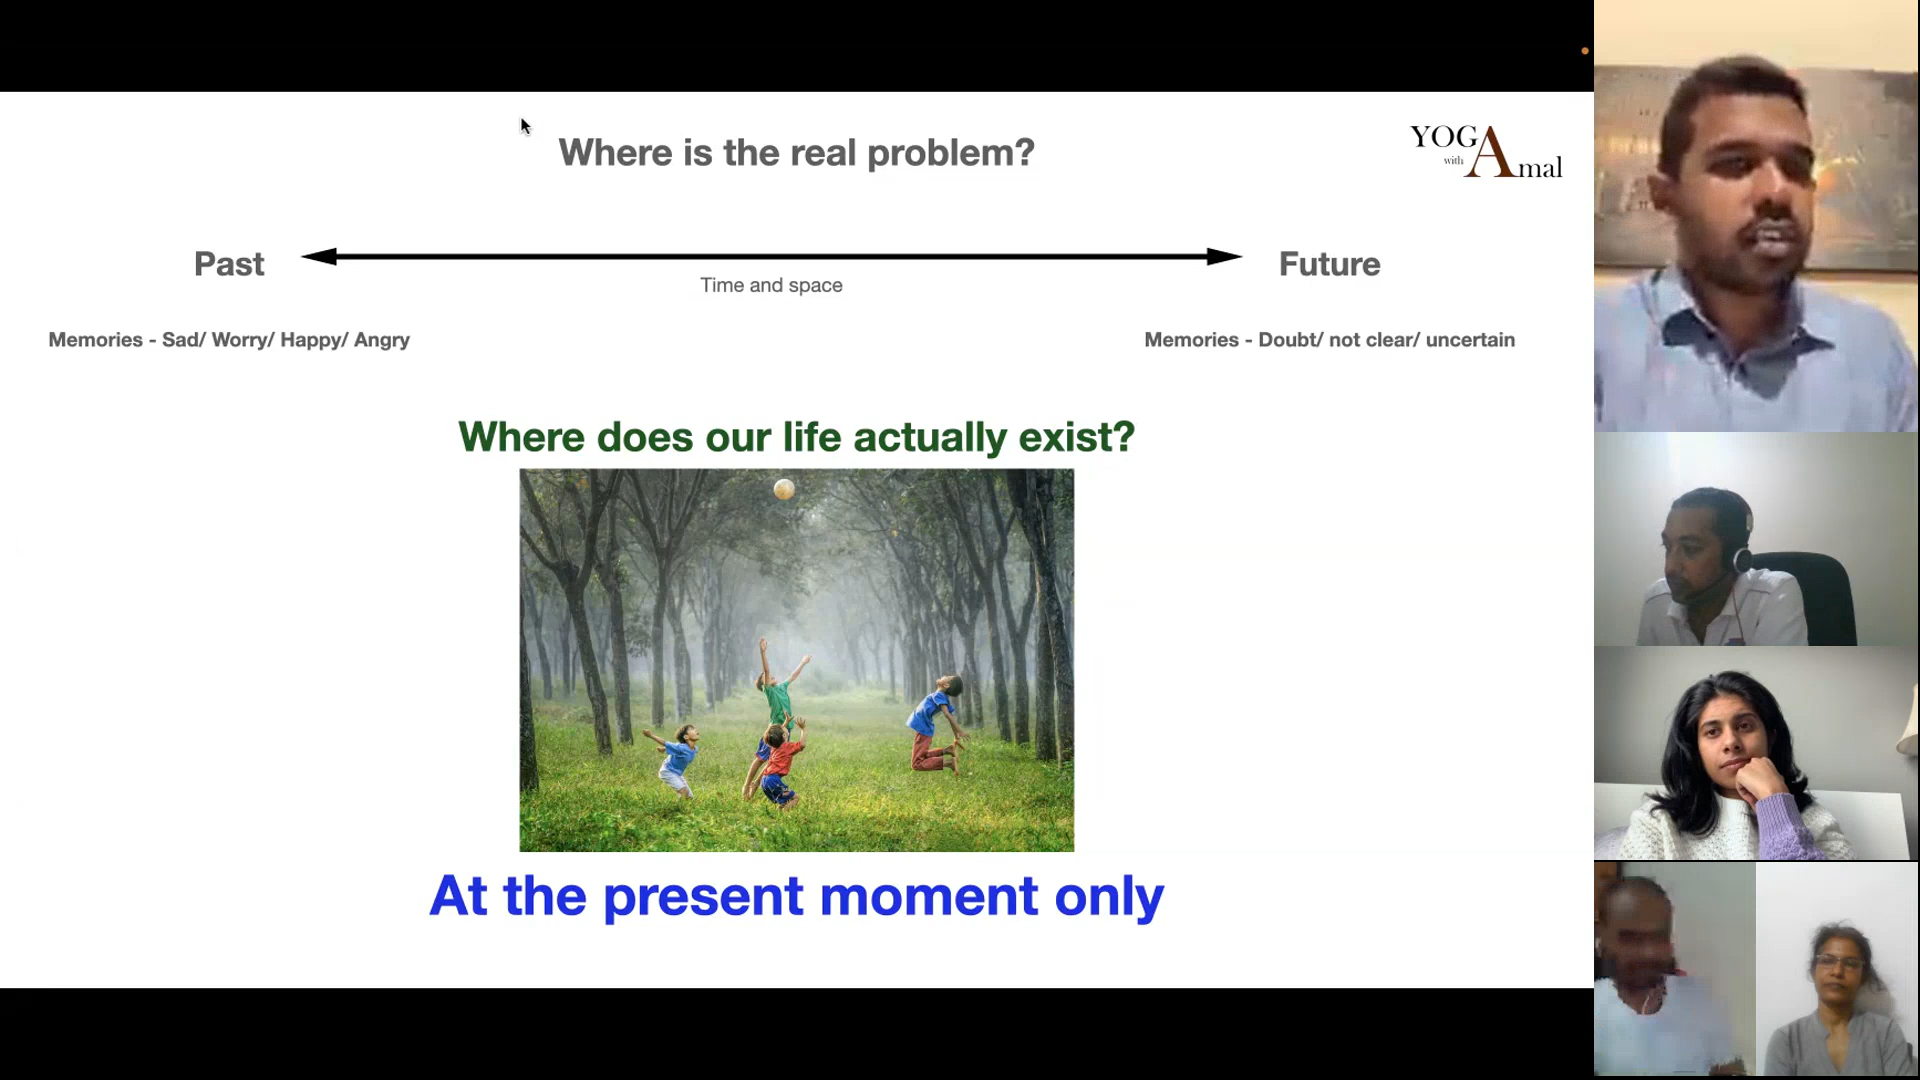 Where is the real problem?
YOGA
with Amal
Past
Future
Time and space
Memories - Sad/ Worry/ Happy/ Angry
Memories - Doubt/ not clear/ uncertain
Where does our life actually exist?
At the present moment only